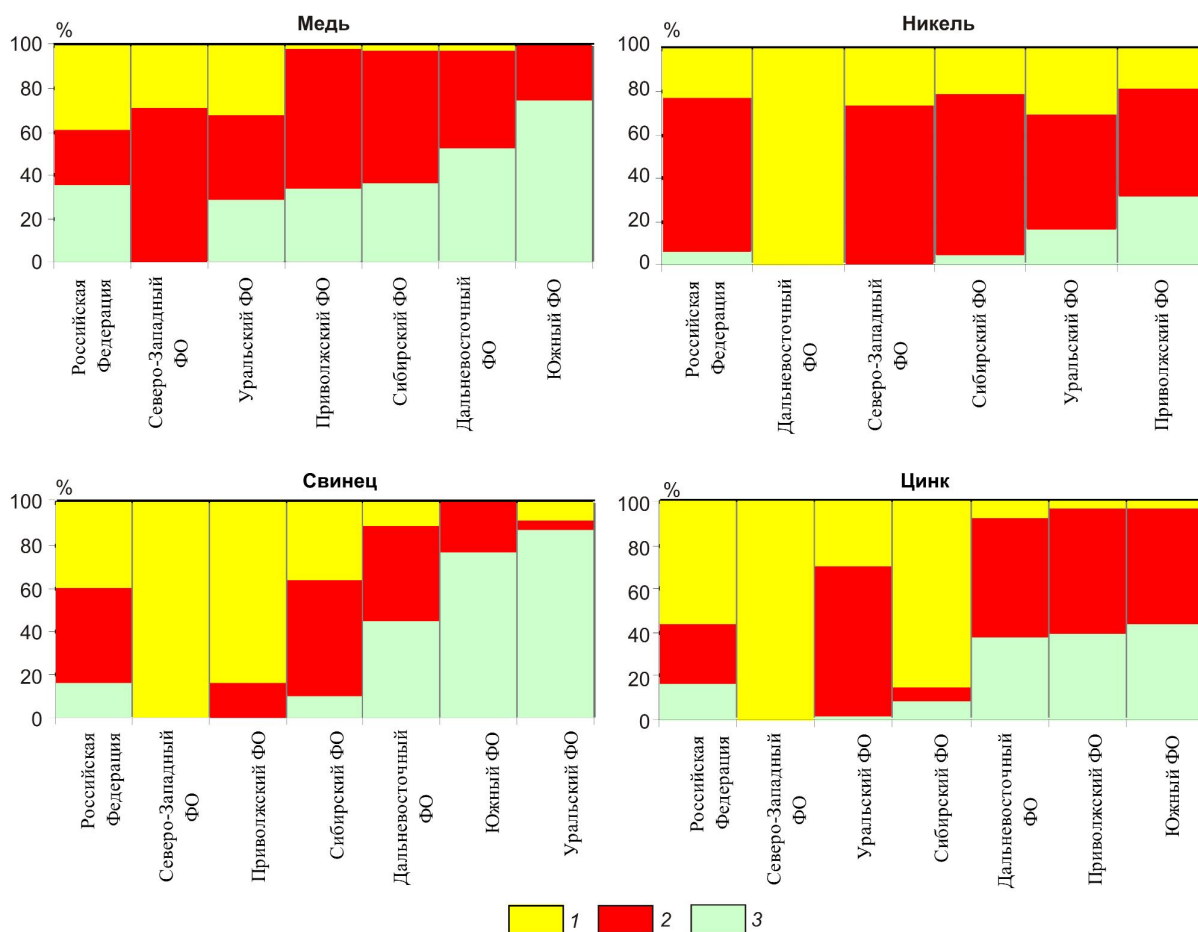 Медь
%
100
80
60
40
20
0
Российская
Федерация
Северо-Западный
ФО
Уральский ФО
Приволжский ФО
Сибирский ФО
Дальневосточный
ФО
Южный ФО
Никель
%
100
80
60
40
20
0
Российская
Федерация
Дальневосточный
ФО
Северо-Западный
ФО
Сибирский ФО
Уральский ФО
Приволжский ФО
Свинец
%
100
80
60
40
20
0
Российская
Федерация
Северо-Западный
ФО
Приволжский ФО
Сибирский ФО
Дальневосточный
ФО
Южный ФО
Уральский ФО
Цинк
%
100
80
60
40
20
0
Российская
Федерация
Северо-Западный
ФО
Уральский ФО
Сибирский ФО
Дальневосточный
ФО
Приволжский ФО
Южный ФО
1 2 3